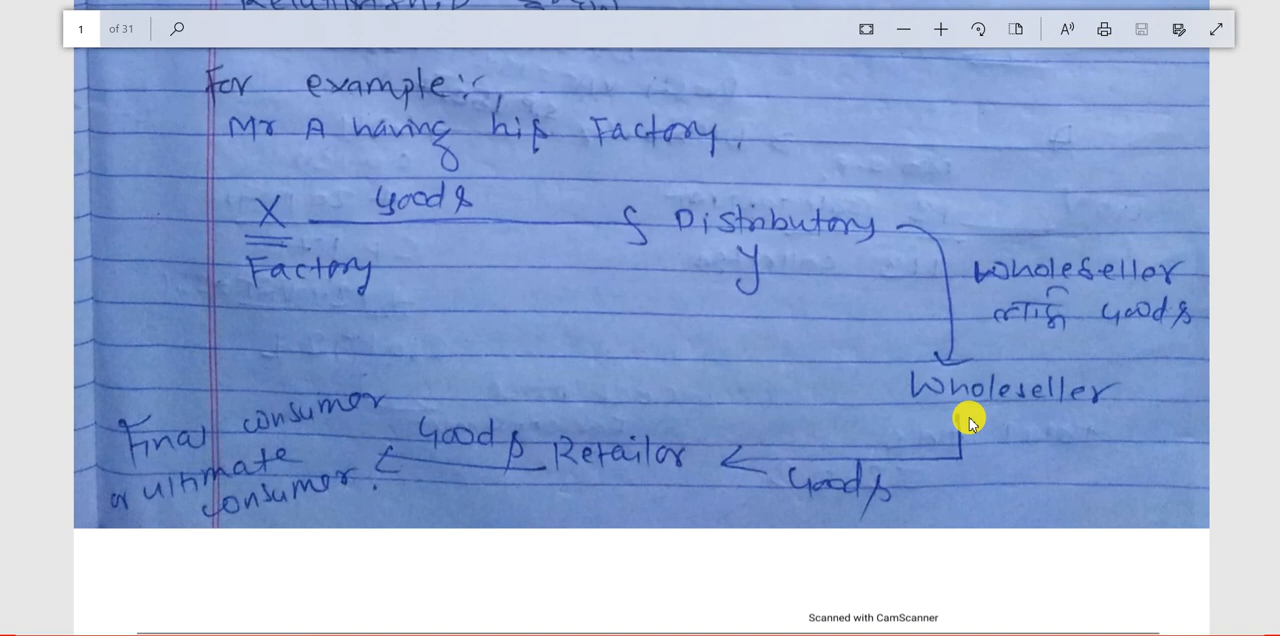 1 of 31
For example:-,
Mr A having his Factory.
X Goods Distributory
Factory Y
Wholeseller
Goods
Wholeseller
Final consumer
or ultimate
consumer.
Goods Retailor Goods
Scanned with CamScanner